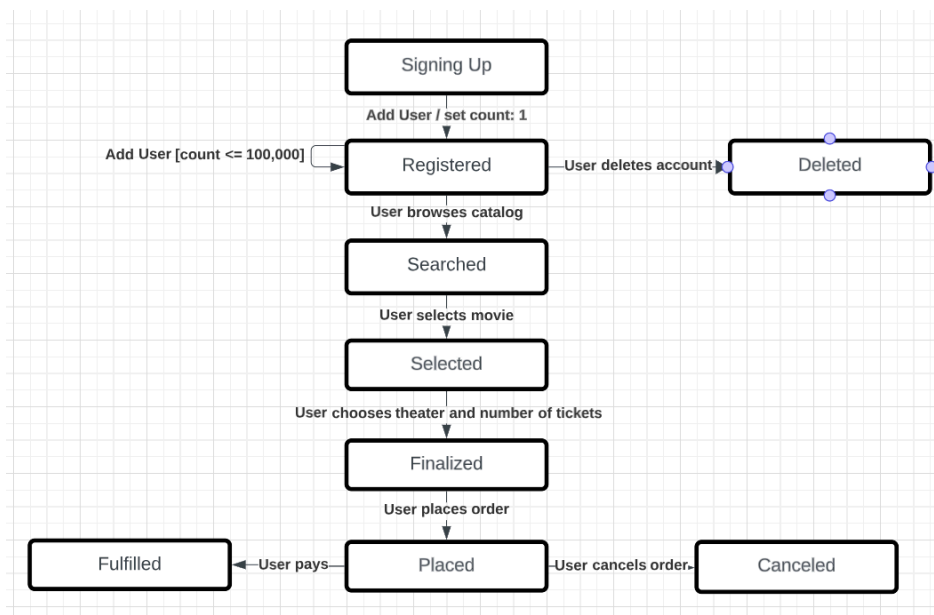 Signing Up
Add User / set count: 1
Add User [count <= 100,000]
Registered
User deletes account
Deleted
User browses catalog
Searched
User selects movie
Selected
User chooses theater and number of tickets
Finalized
User places order
Fulfilled
User pays
Placed
User cancels order
Canceled